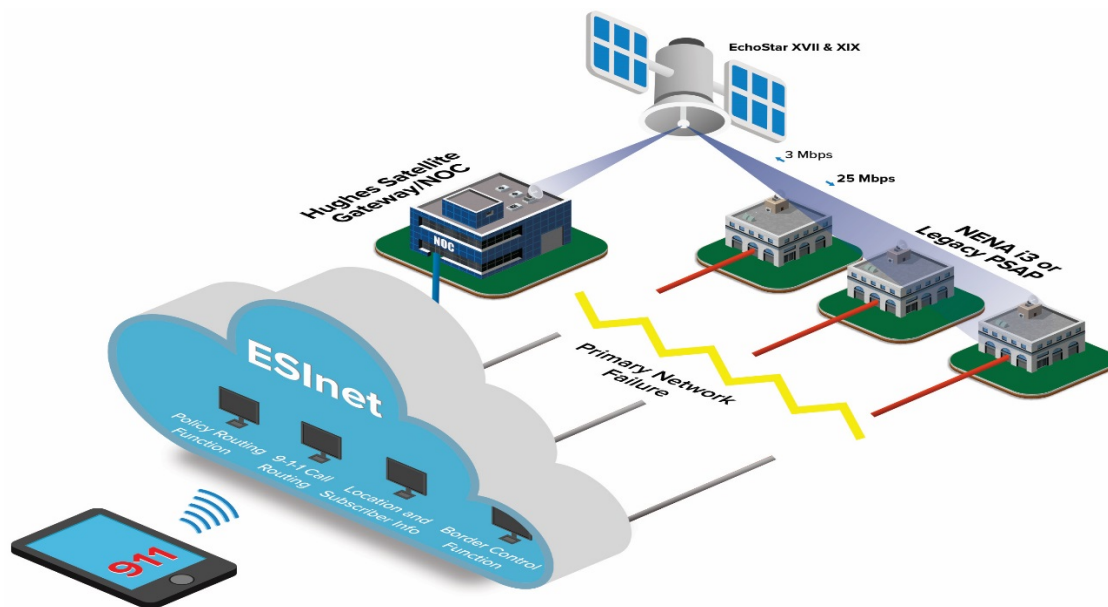 EchoStar XVII & XIX
3 Mbps
25 Mbps
Hughes Satellite
Gateway/NOC
NOC
NENA i3 or
Legacy PSAP
Primary Network
Failure
ESInet
Policy Routing
Function
9-1-1 Call
Routing
Location and
Subscriber Info
Border Control
Function
911